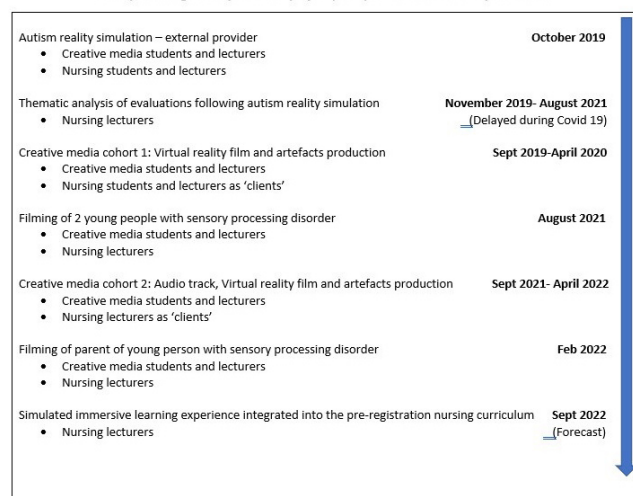 Autism reality simulation – external provider October 2019
• Creative media students and lecturers
• Nursing students and lecturers
Thematic analysis of evaluations following autism reality simulation November 2019- August 2021
• Nursing lecturers (Delayed during Covid 19)
Creative media cohort 1: Virtual reality film and artefacts production Sept 2019-April 2020
• Creative media students and lecturers
• Nursing students and lecturers as ‘clients’
Filming of 2 young people with sensory processing disorder August 2021
• Creative media students and lecturers
• Nursing lecturers
Creative media cohort 2: Audio track, Virtual reality film and artefacts production Sept 2021- April 2022
• Creative media students and lecturers
• Nursing lecturers as ‘clients’
Filming of parent of young person with sensory processing disorder Feb 2022
• Creative media students and lecturers
• Nursing lecturers
Simulated immersive learning experience integrated into the pre-registration nursing curriculum Sept 2022
• Nursing lecturers (Forecast)